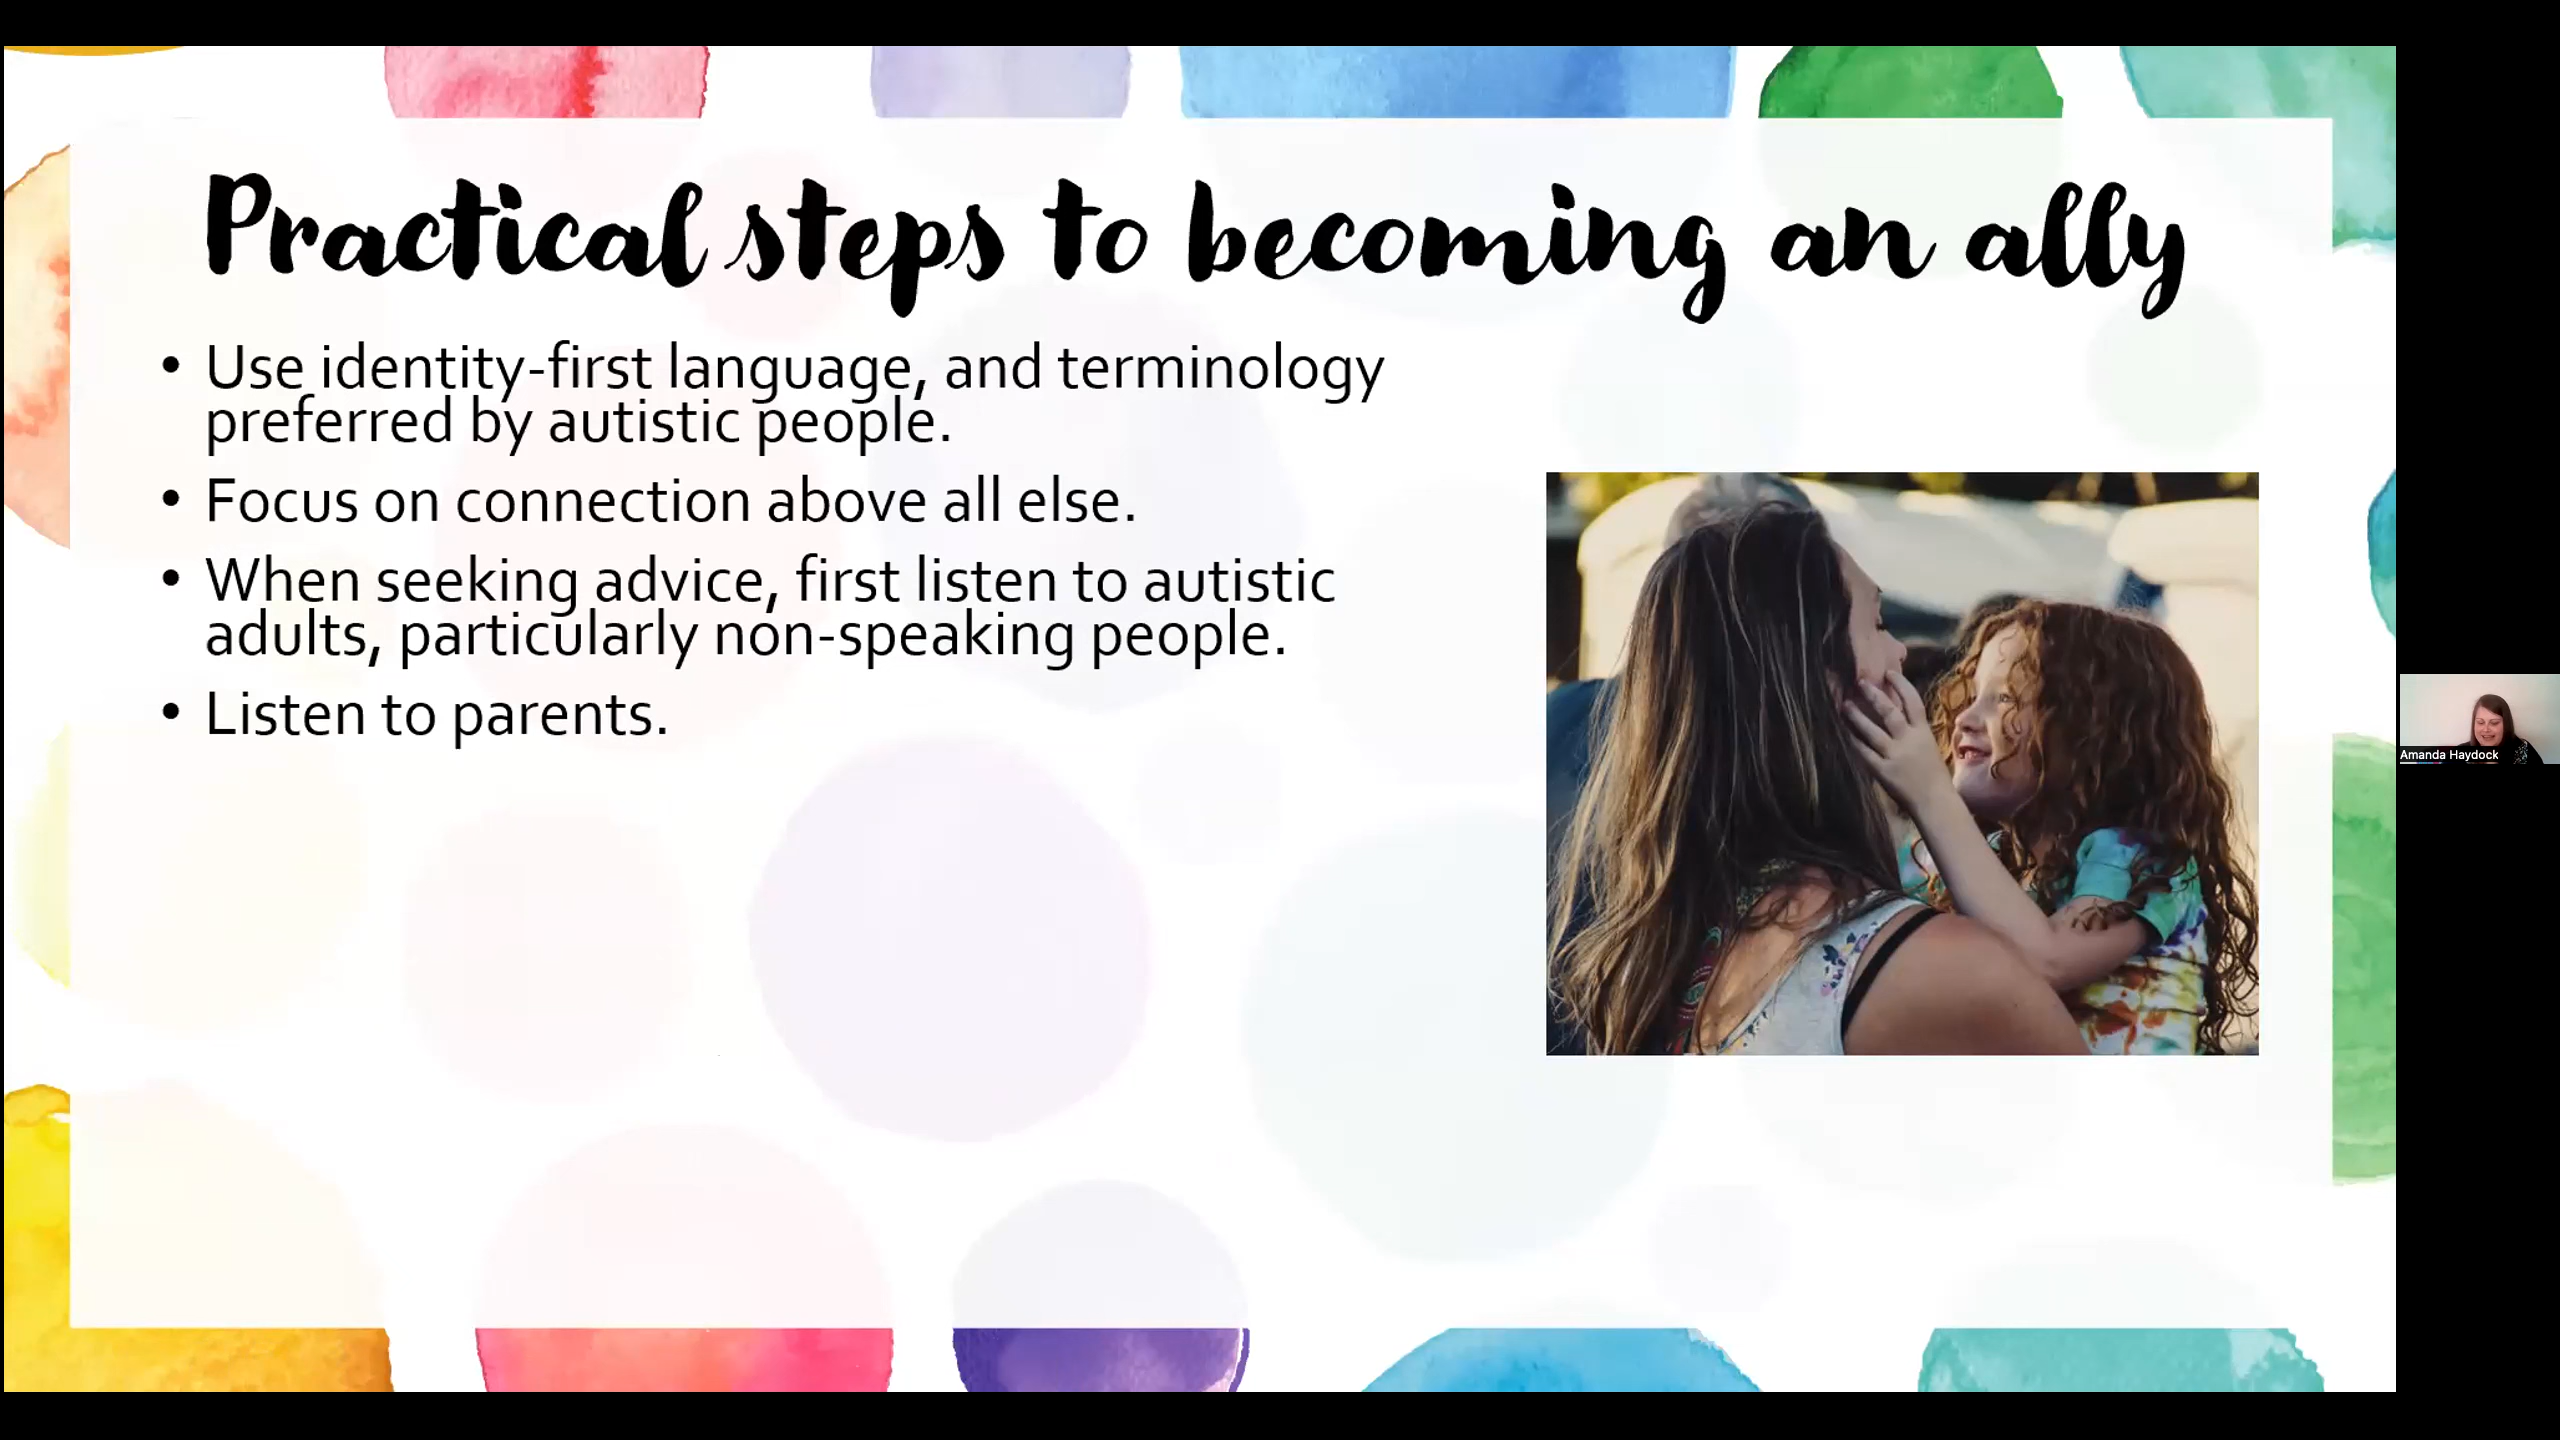 Practical steps to becoming an ally
• Use identity-first language, and terminology
preferred by autistic people.
• Focus on connection above all else.
• When seeking advice, first listen to autistic
adults, particularly non-speaking people.
• Listen to parents.
Amanda Haydock